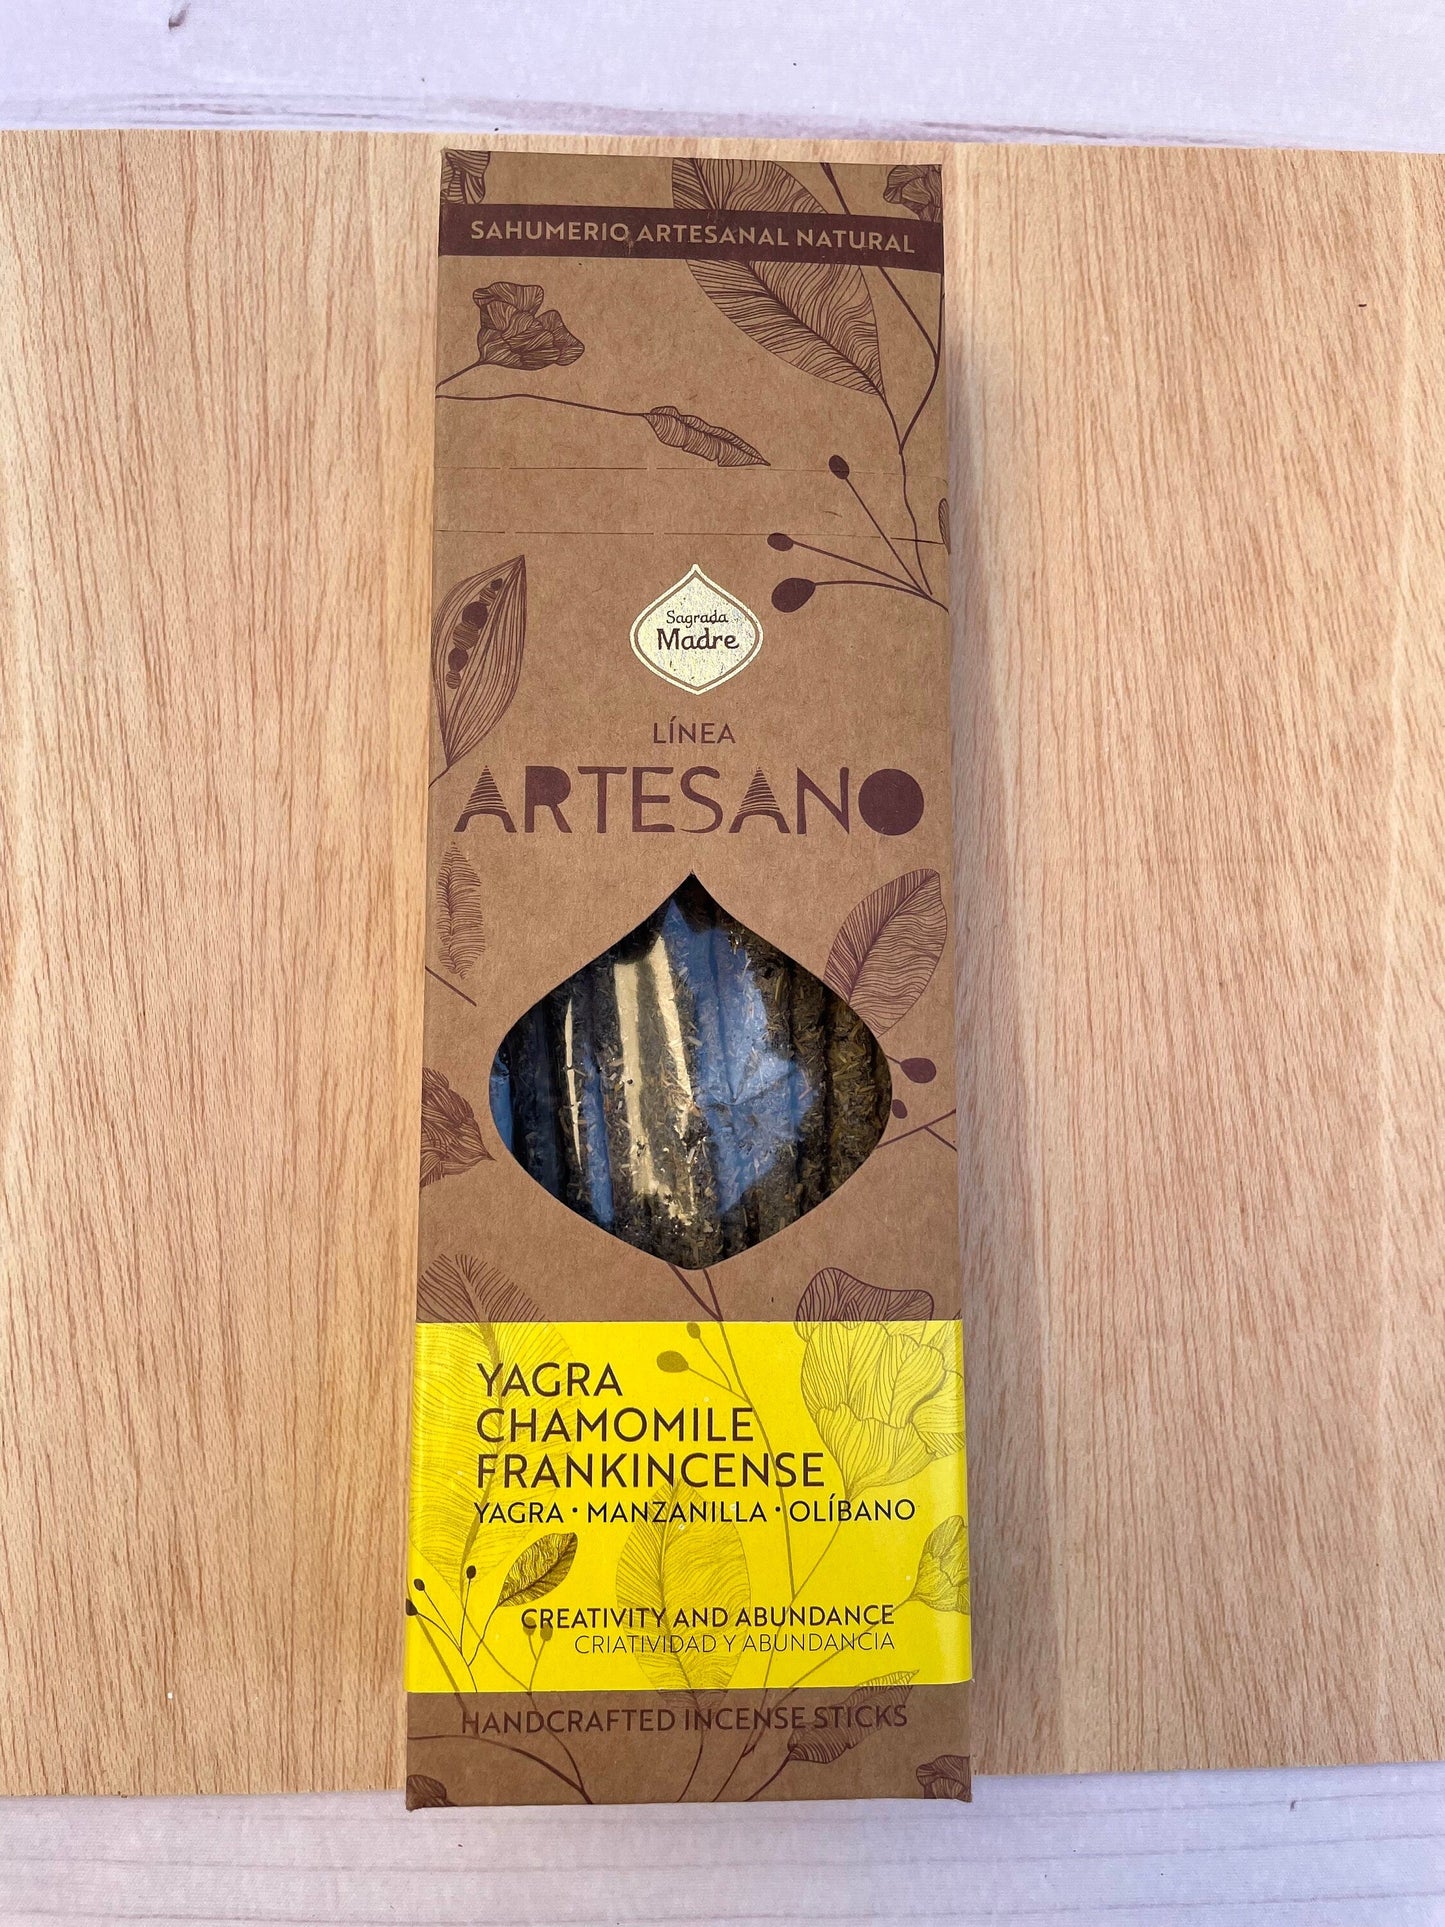 SAHUMERIO ARTESANAL NATURAL
Sagrada
Madre
LÍNEA
ARTESANO
YAGRA
CHAMOMILE
FRANKINCENSE
YAGRA • MANZANILLA • OLÍBANO
CREATIVITY AND ABUNDANCE
CRIATIVIDAD Y ABUNDANCIA
HANDCRAFTED INCENSE STICKS